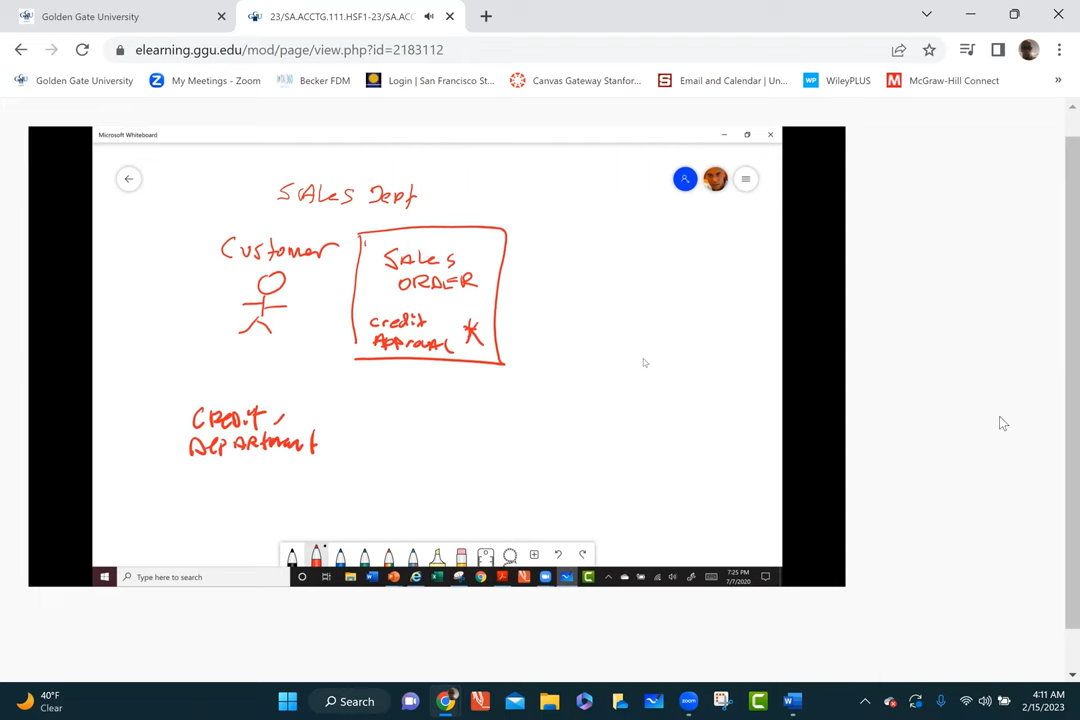 Golden Gate University
23/SA.ACCTG.111.HSF1-23/SA.ACC
elearning.ggu.edu/mod/page/view.php?id=2183112
Golden Gate University
My Meetings - Zoom
Becker FDM
Login | San Francisco St...
Canvas Gateway Stanfor...
Email and Calendar | Un...
WP
WileyPLUS
M
McGraw-Hill Connect
»
Microsoft Whiteboard
Sales Dept
Customer
Sales
ORDER
credit
Approval
CREDIT
Department
Type here to search
7:25 PM
7/7/2020
40°F
Clear
Search
zoom
4:11 AM
2/15/2023